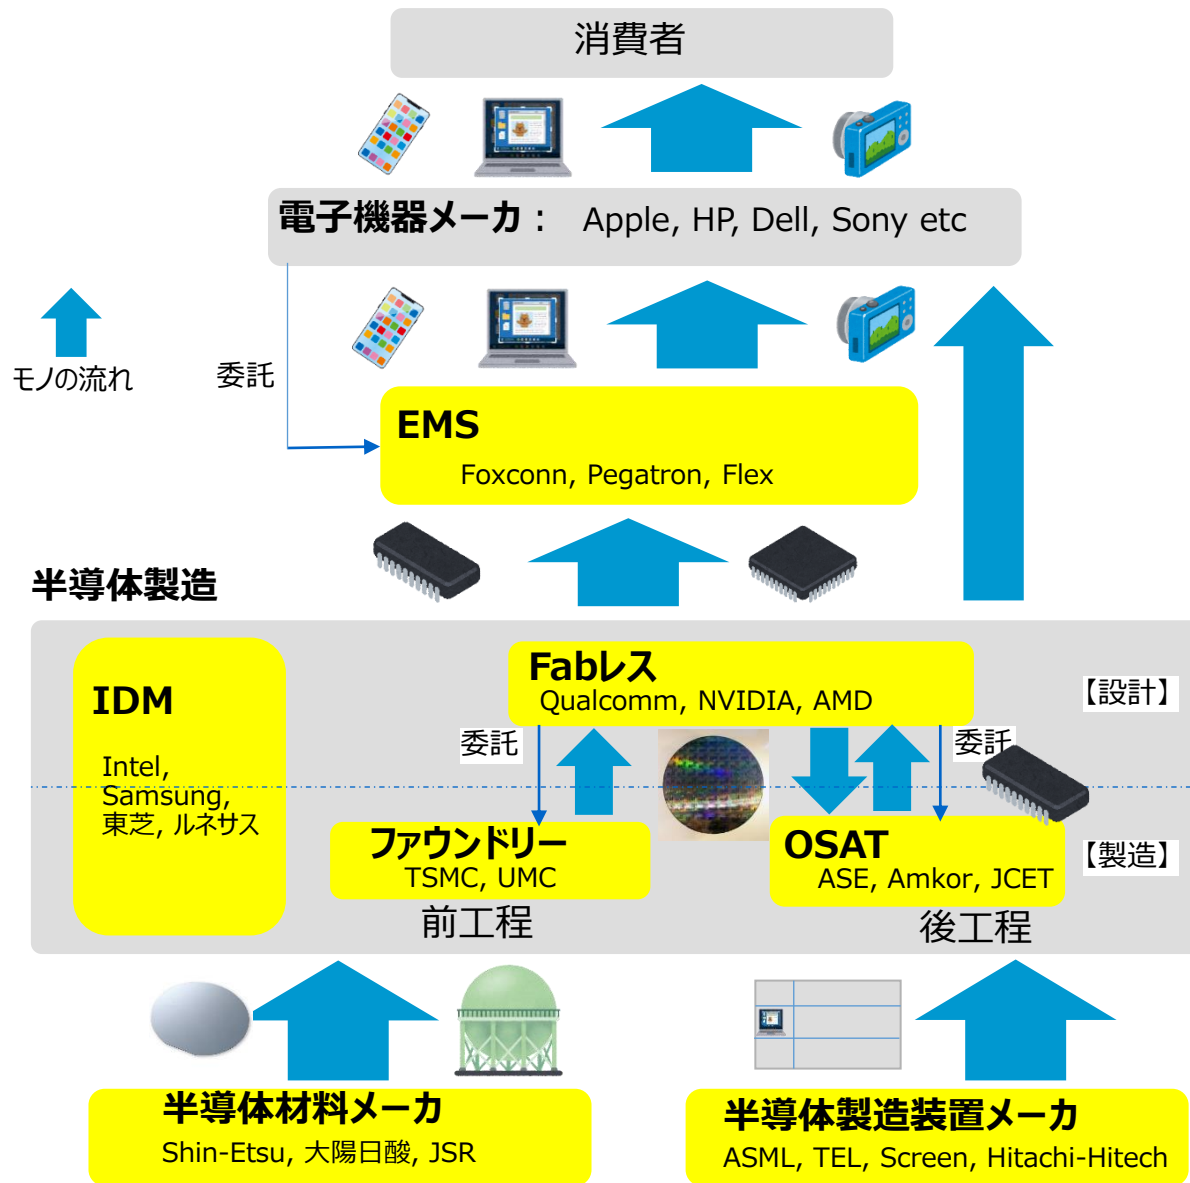 消費者
電子機器メーカ： Apple, HP, Dell, Sony etc
モノの流れ
委託
EMS
Foxconn, Pegatron, Flex
半導体製造
IDM
Intel,
Samsung,
東芝, ルネサス
Fabレス
Qualcomm, NVIDIA, AMD
【設計】
委託
委託
ファウンドリー
TSMC, UMC
前工程
OSAT
ASE, Amkor, JCET
後工程
【製造】
半導体材料メーカ
Shin-Etsu, 大陽日酸, JSR
半導体製造装置メーカ
ASML, TEL, Screen, Hitachi-Hitech